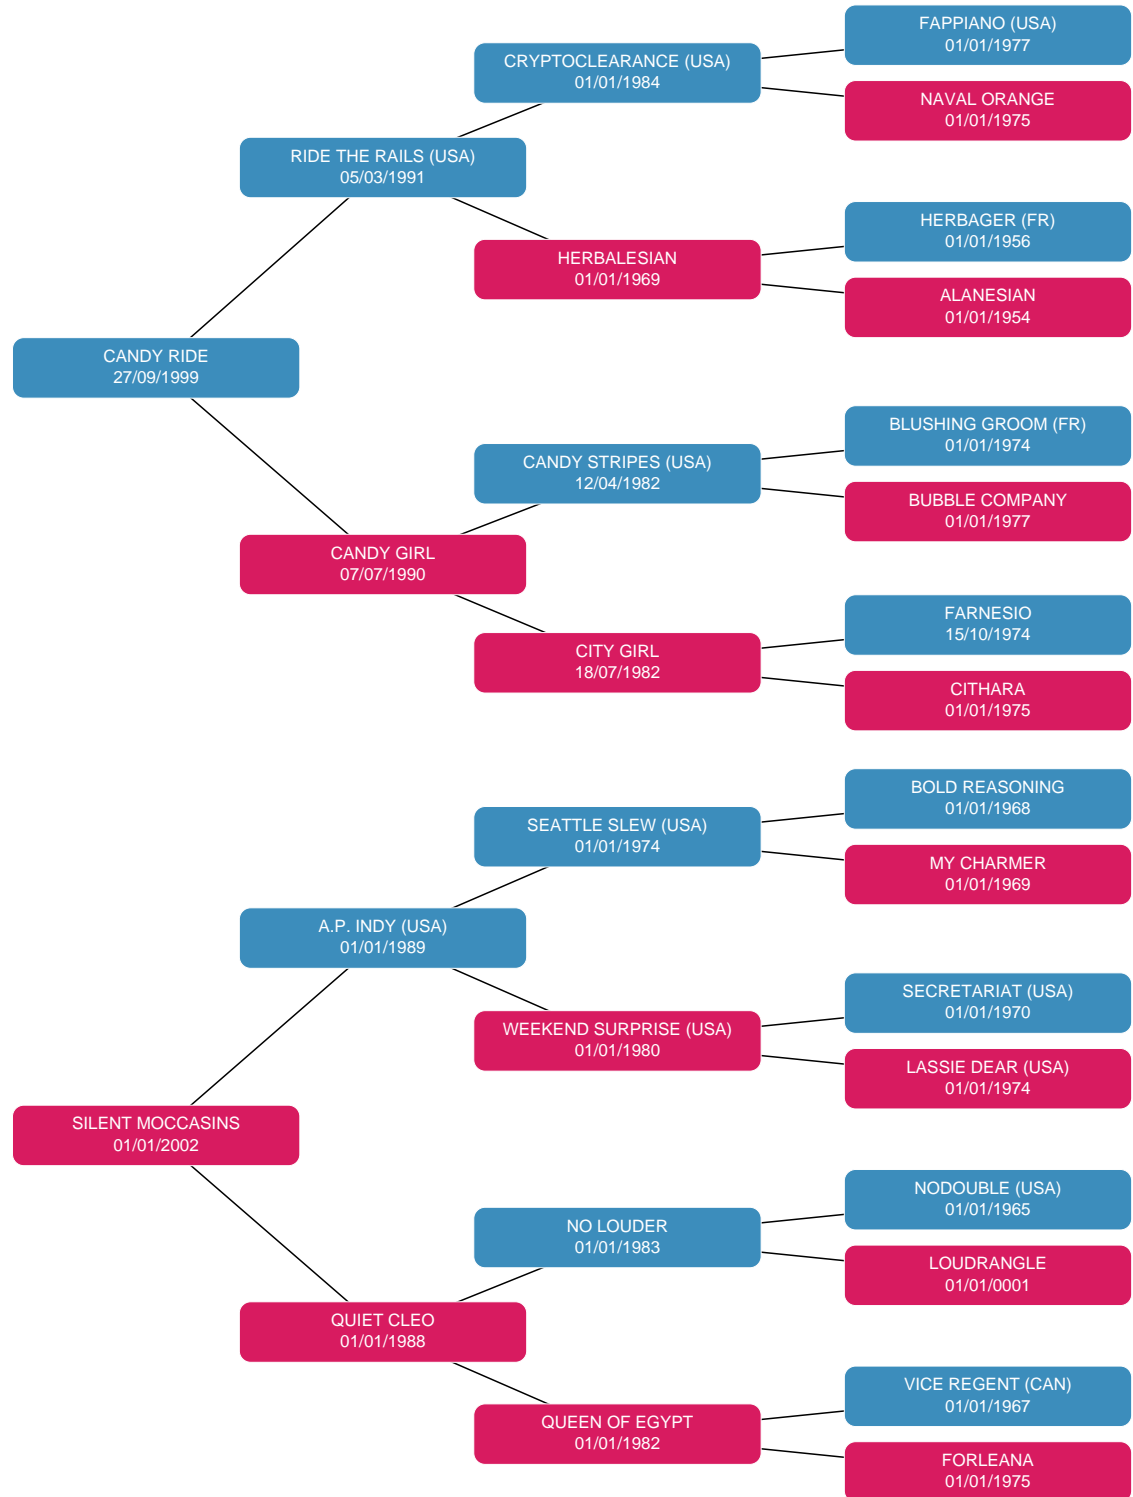 FAPPIANO (USA)
01/01/1977
CRYPTOCLEARANCE (USA)
01/01/1984
NAVAL ORANGE
01/01/1975
RIDE THE RAILS (USA)
05/03/1991
HERBAGER (FR)
01/01/1956
HERBALESIAN
01/01/1969
ALANESIAN
01/01/1954
CANDY RIDE
27/09/1999
BLUSHING GROOM (FR)
01/01/1974
CANDY STRIPES (USA)
12/04/1982
BUBBLE COMPANY
01/01/1977
CANDY GIRL
07/07/1990
FARNESIO
15/10/1974
CITY GIRL
18/07/1982
CITHARA
01/01/1975
BOLD REASONING
01/01/1968
SEATTLE SLEW (USA)
01/01/1974
MY CHARMER
01/01/1969
A.P. INDY (USA)
01/01/1989
SECRETARIAT (USA)
01/01/1970
WEEKEND SURPRISE (USA)
01/01/1980
LASSIE DEAR (USA)
01/01/1974
SILENT MOCCASINS
01/01/2002
NODOUBLE (USA)
01/01/1965
NO LOUDER
01/01/1983
LOUDRANGLE
01/01/0001
QUIET CLEO
01/01/1988
VICE REGENT (CAN)
01/01/1967
QUEEN OF EGYPT
01/01/1982
FORLEANA
01/01/1975